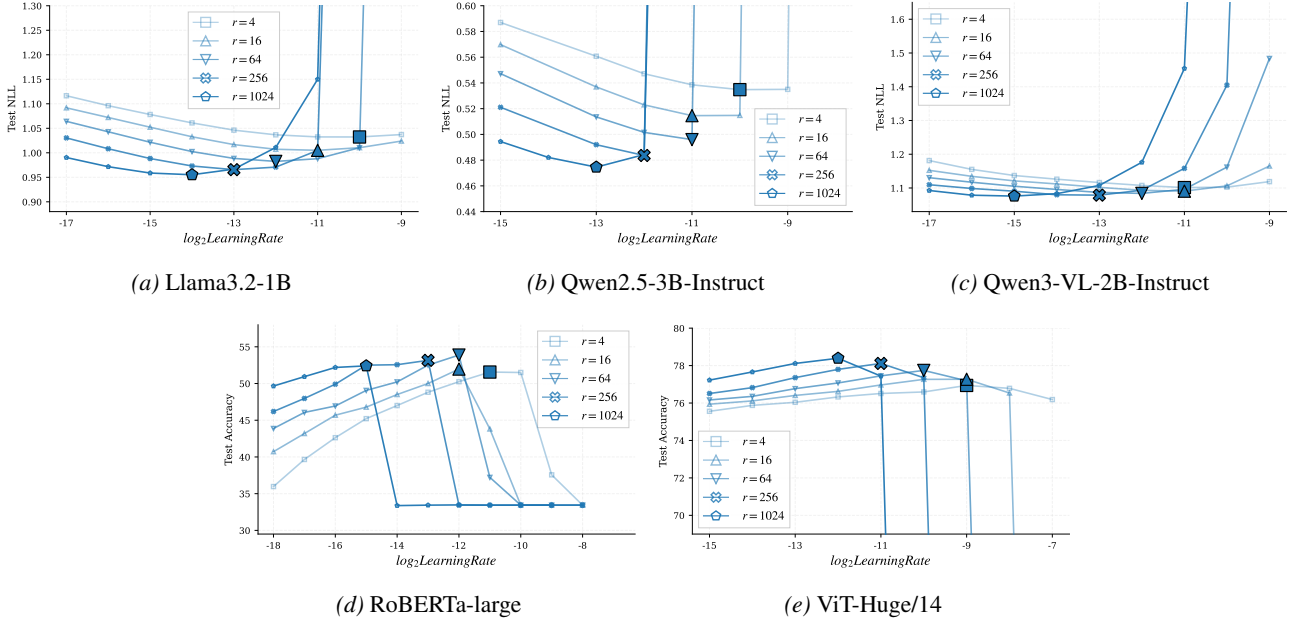 1.30
1.25
1.20
1.15
1.10
1.05
1.00
0.95
0.90
Test NLL
r = 4
r = 16
r = 64
r = 256
r = 1024
-17 -15 -13 -11 -9
log2LearningRate
(a) Llama3.2-1B
0.60
0.58
0.56
0.54
0.52
0.50
0.48
0.46
0.44
Test NLL
r = 4
r = 16
r = 64
r = 256
r = 1024
-15 -13 -11 -9
log2LearningRate
(b) Qwen2.5-3B-Instruct
1.6
1.5
1.4
1.3
1.2
1.1
Test NLL
r = 4
r = 16
r = 64
r = 256
r = 1024
-17 -15 -13 -11 -9
log2LearningRate
(c) Qwen3-VL-2B-Instruct
55
50
45
40
35
30
Test Accuracy
r = 4
r = 16
r = 64
r = 256
r = 1024
-18 -16 -14 -12 -10 -8
log2LearningRate
(d) RoBERTa-large
80
78
76
74
72
70
Test Accuracy
r = 4
r = 16
r = 64
r = 256
r = 1024
-15 -13 -11 -9 -7
log2LearningRate
(e) ViT-Huge/14